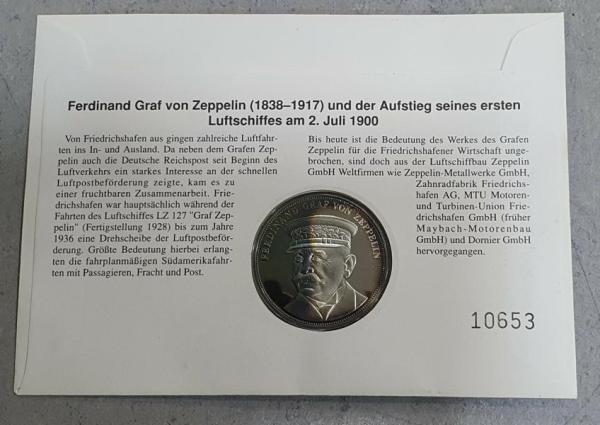 Ferdinand Graf von Zeppelin (1838–1917) und der Aufstieg seines ersten
Luftschiffes am 2. Juli 1900
Von Friedrichshafen aus gingen zahlreiche Luftfahr-
ten ins In- und Ausland. Da neben dem Grafen Zep-
pelin auch die Deutsche Reichspost seit Beginn des
Luftverkehrs ein starkes Interesse an der schnellen
Luftpostbeförderung zeigte, kam es zu
einer fruchtbaren Zusammenarbeit. Frie-
drichshafen war hauptsächlich während der
Fahrten des Luftschiffes LZ 127 "Graf Zep-
pelin" (Fertigstellung 1928) bis zum Jahre
1936 eine Drehscheibe der Luftpostbeför-
derung. Größte Bedeutung hierbei erlang-
ten die fahrplanmäßigen Südamerikafahr-
ten mit Passagieren, Fracht und Post.
Bis heute ist die Bedeutung des Werkes des Grafen
Zeppelin für die Friedrichshafener Wirtschaft unge-
brochen, sind doch aus der Luftschiffbau Zeppelin
GmbH Weltfirmen wie Zeppelin-Metallwerke GmbH,
Zahnradfabrik Friedrichs-
hafen AG, MTU Motoren-
und Turbinen-Union Frie-
drichshafen GmbH (früher
Maybach-Motorenbau
GmbH) und Dornier GmbH
hervorgegangen.
FERDINAND GRAF VON ZEPPELIN
10653